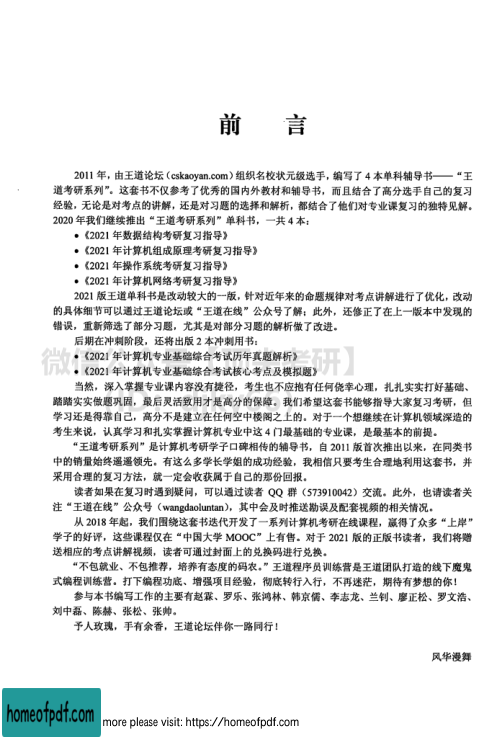 前 言
2011 年，由王道论坛 (cskaoyan.com) 组织名校状元级选手，编写了 4 本单科辅导书——“王
道考研系列”。这套书不仅参考了优秀的国内外教材和辅导书，而且结合了高分选手自己的复习
经验，无论是对考点的讲解，还是对习题的选择和解析，都结合了他们对专业课复习的独特见解。
2020 年我们继续推出“王道考研系列”单科书，一共 4 本：
•《2021 年数据结构考研复习指导》
•《2021 年计算机组成原理考研复习指导》
•《2021 年操作系统考研复习指导》
•《2021 年计算机网络考研复习指导》
2021 版王道单科书是改动较大的一版，针对近年来的命题规律对考点讲解进行了优化，改动
的具体细节可以通过王道论坛或“王道在线”公众号了解；此外，还修正了在上一版本中发现的
错误，重新筛选了部分习题，尤其是对部分习题的解析做了改进。
后期在冲刺阶段，还将出版 2 本冲刺用书：
•《2021 年计算机专业基础综合考试历年真题解析》
•《2021 年计算机专业基础综合考试核心考点及模拟题》
当然，深入掌握专业课内容没有捷径，考生也不应抱有任何侥幸心理，扎扎实实打好基础、
踏踏实实做题巩固，最后灵活致用才是高分的保障。我们希望这套书能够指导大家复习考研，但
学习还是得靠自己，高分不是建立在任何空中楼阁之上的。对于一个想继续在计算机领域深造的
考生来说，认真学习和扎实掌握计算机专业中这 4 门最基础的专业课，是最基本的前提。
“王道考研系列”是计算机考研学子口碑相传的辅导书，自 2011 版首次推出以来，在同类书
中的销量始终遥遥领先。有这么多学长学姐的成功经验，我相信只要考生合理地利用这套书，并
采用合理的复习方法，就一定会收获属于自己的那份回报。
读者如果在复习时遇到疑问，可以通过读者 QQ 群 (573910042) 交流。此外，也请读者关
注“王道在线”公众号 (wangdaoluntan)，其中会及时推送勘误及配套视频的相关情况。
从 2018 年起，我们围绕这套书迭代开发了一系列计算机考研在线课程，赢得了众多“上岸”
学子的好评，这些课程仅在“中国大学 MOOC”上有售。对于 2021 版的正版书读者，我们将赠
送相应的考点讲解视频，读者可通过封面上的兑换码进行兑换。
“不包就业、不包推荐，培养有态度的码农。”王道程序员训练营是王道团队打造的线下魔鬼
式编程训练营。打下编程功底、增强项目经验，彻底转行入行，不再迷茫，期待有梦想的你！
参与本书编写工作的主要有赵霖、罗乐、张鸿林、韩京儒、李志龙、兰钊、廖正松、罗文浩、
刘中磊、陈赫、张松、张帅。
予人玫瑰，手有余香，王道论坛伴你一路同行！
风华漫舞
homeofpdf.com
more please visit: https://homeofpdf.com